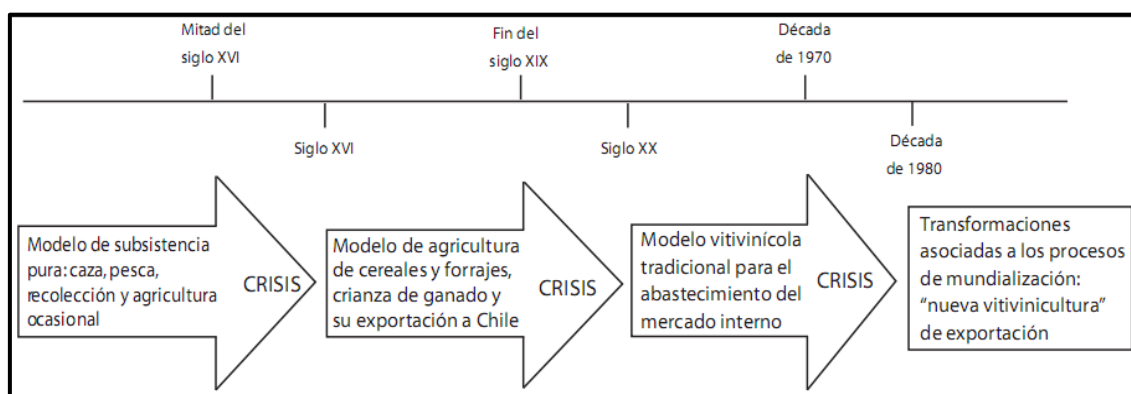 Mitad del
siglo XVI
Fin del
siglo XIX
Década
de 1970
Siglo XVI
Siglo XX
Década
de 1980
Modelo de subsistencia
pura: caza, pesca,
recolección y agricultura
ocasional
CRISIS
Modelo de agricultura
de cereales y forrajes,
crianza de ganado y
su exportación a Chile
CRISIS
Modelo vitivinícola
tradicional para el
abastecimiento del
mercado interno
CRISIS
Transformaciones
asociadas a los procesos
de mundialización:
“nueva vitivinicultura”
de exportación